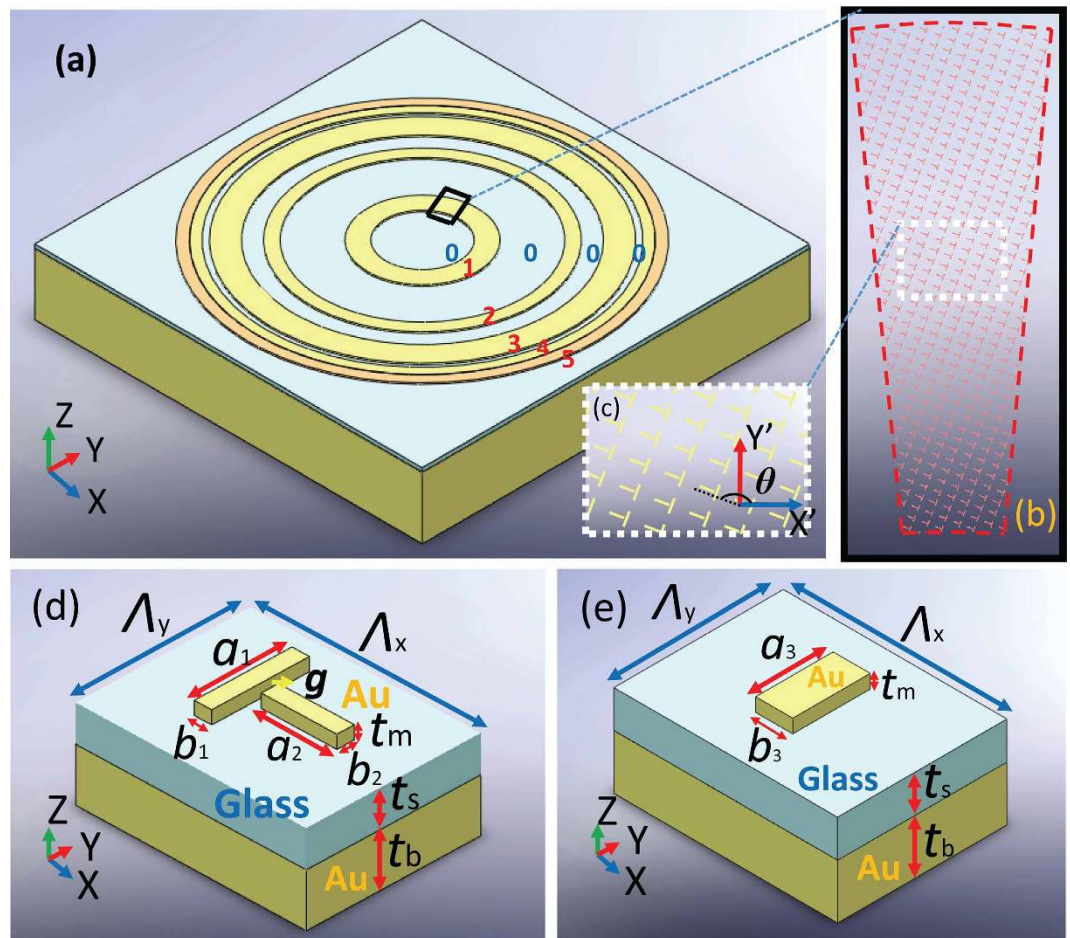 (a)
0 0 0 0
1
2
3 4 5
Z
Y
X
(b)
(c)
Y’
θ
X’
(d)
Λy
Λx
a1
g
Au
b1
a2
b2
tm
Glass
ts
tb
Au
Z
Y
X
(e)
Λy
Λx
a3
Au
tm
b3
Glass
ts
tb
Au
Z
Y
X